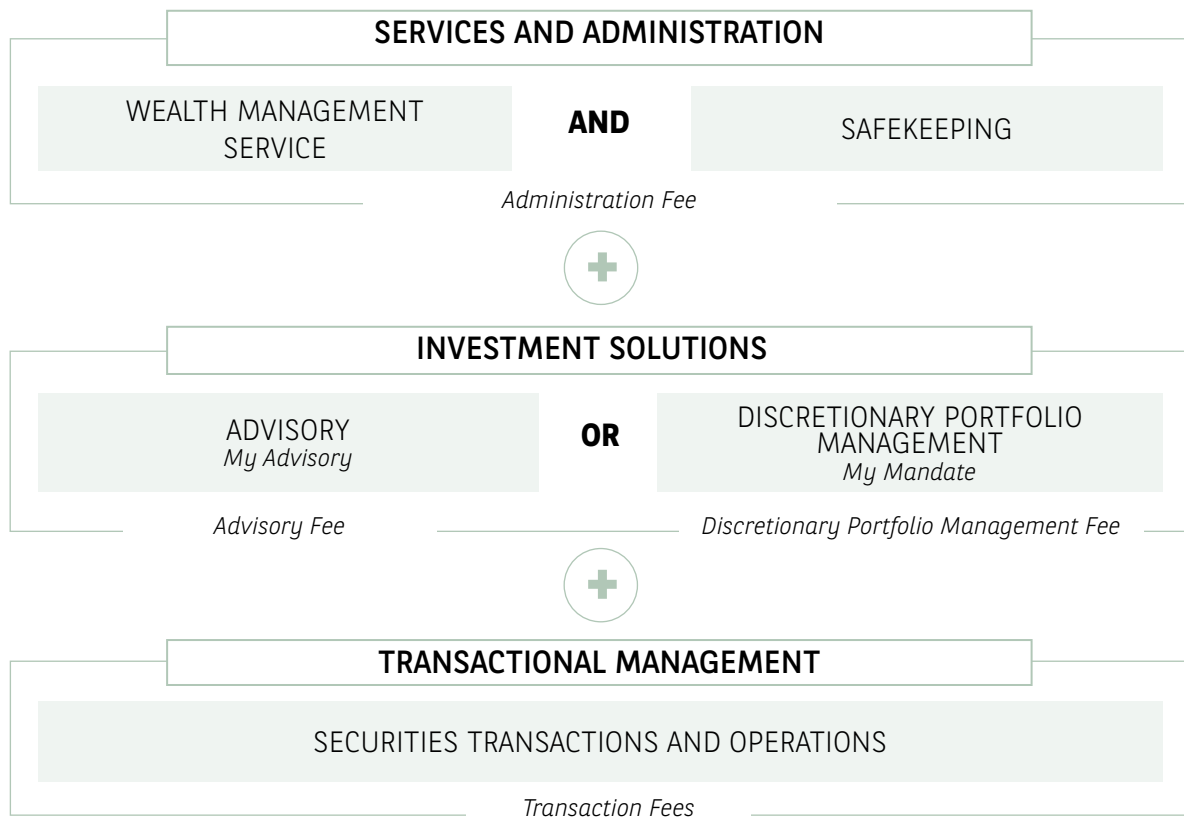 SERVICES AND ADMINISTRATION
WEALTH MANAGEMENT
SERVICE
AND
SAFEKEEPING
Administration Fee
INVESTMENT SOLUTIONS
ADVISORY
My Advisory
OR
DISCRETIONARY PORTFOLIO
MANAGEMENT
My Mandate
Advisory Fee
Discretionary Portfolio Management Fee
TRANSACTIONAL MANAGEMENT
SECURITIES TRANSACTIONS AND OPERATIONS
Transaction Fees